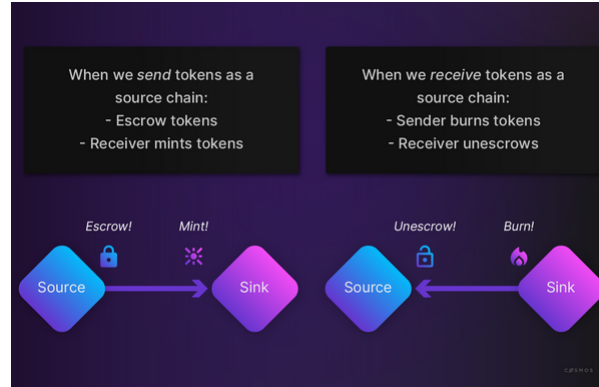 When we send tokens as a
source chain:
- Escrow tokens
- Receiver mints tokens
When we receive tokens as a
source chain:
- Sender burns tokens
- Receiver unescrows
Escrow!
Mint!
Source
Sink
Unescrow!
Burn!
Source
Sink
COSMOS